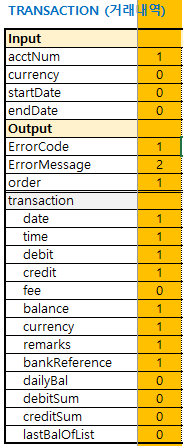 TRANSACTION (거래내역)
Input
acctNum 1
currency 0
startDate 0
endDate 0
Output
ErrorCode 1
ErrorMessage 2
order 1
transaction
date 1
time 1
debit 1
credit 1
fee 0
balance 1
currency 1
remarks 1
bankReference 1
dailyBal 0
debitSum 0
creditSum 0
lastBalOfList 0